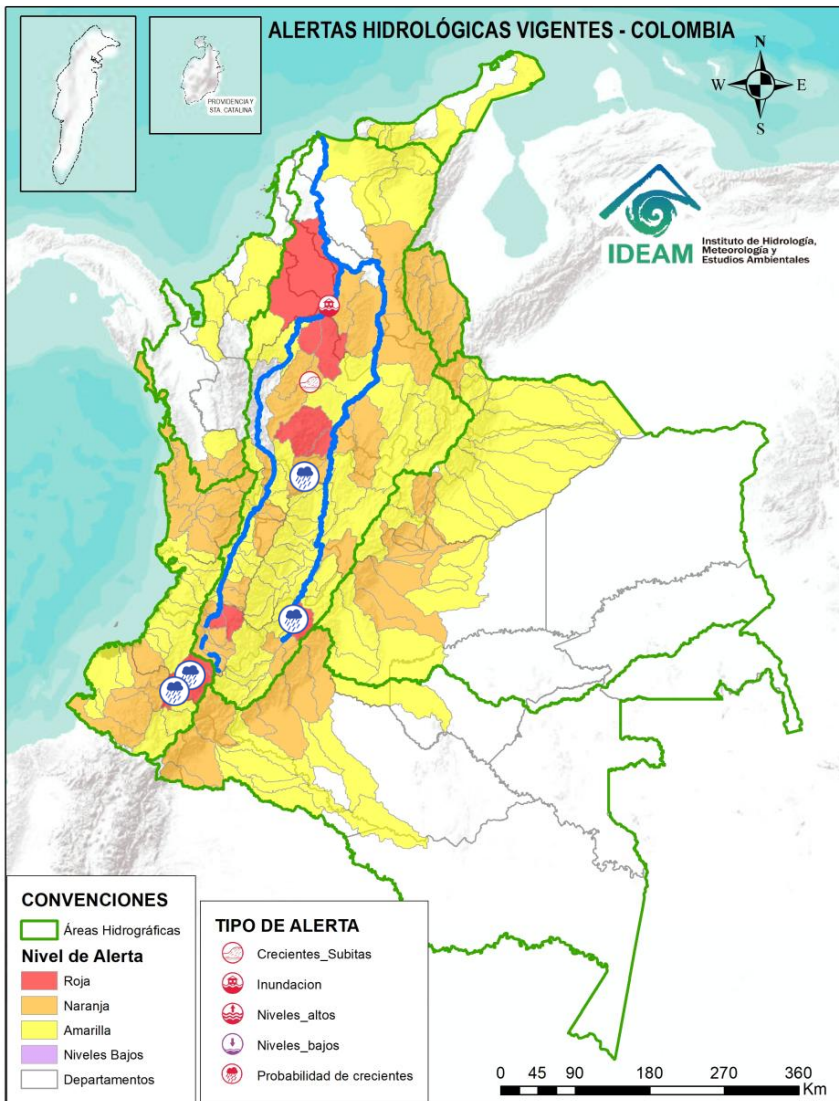 ALERTAS HIDROLÓGICAS VIGENTES - COLOMBIA
PROVIDENCIA Y
STA. CATALINA
N
W
E
S
IDEAM
Instituto de Hidrología,
Meteorología y
Estudios Ambientales
CONVENCIONES
Áreas Hidrográficas
Nivel de Alerta
Roja
Naranja
Amarilla
Niveles Bajos
Departamentos
TIPO DE ALERTA
Crecientes_Subitas
Inundacion
Niveles_altos
Niveles_bajos
Probabilidad de crecientes
0 45 90 180 270 360
Km